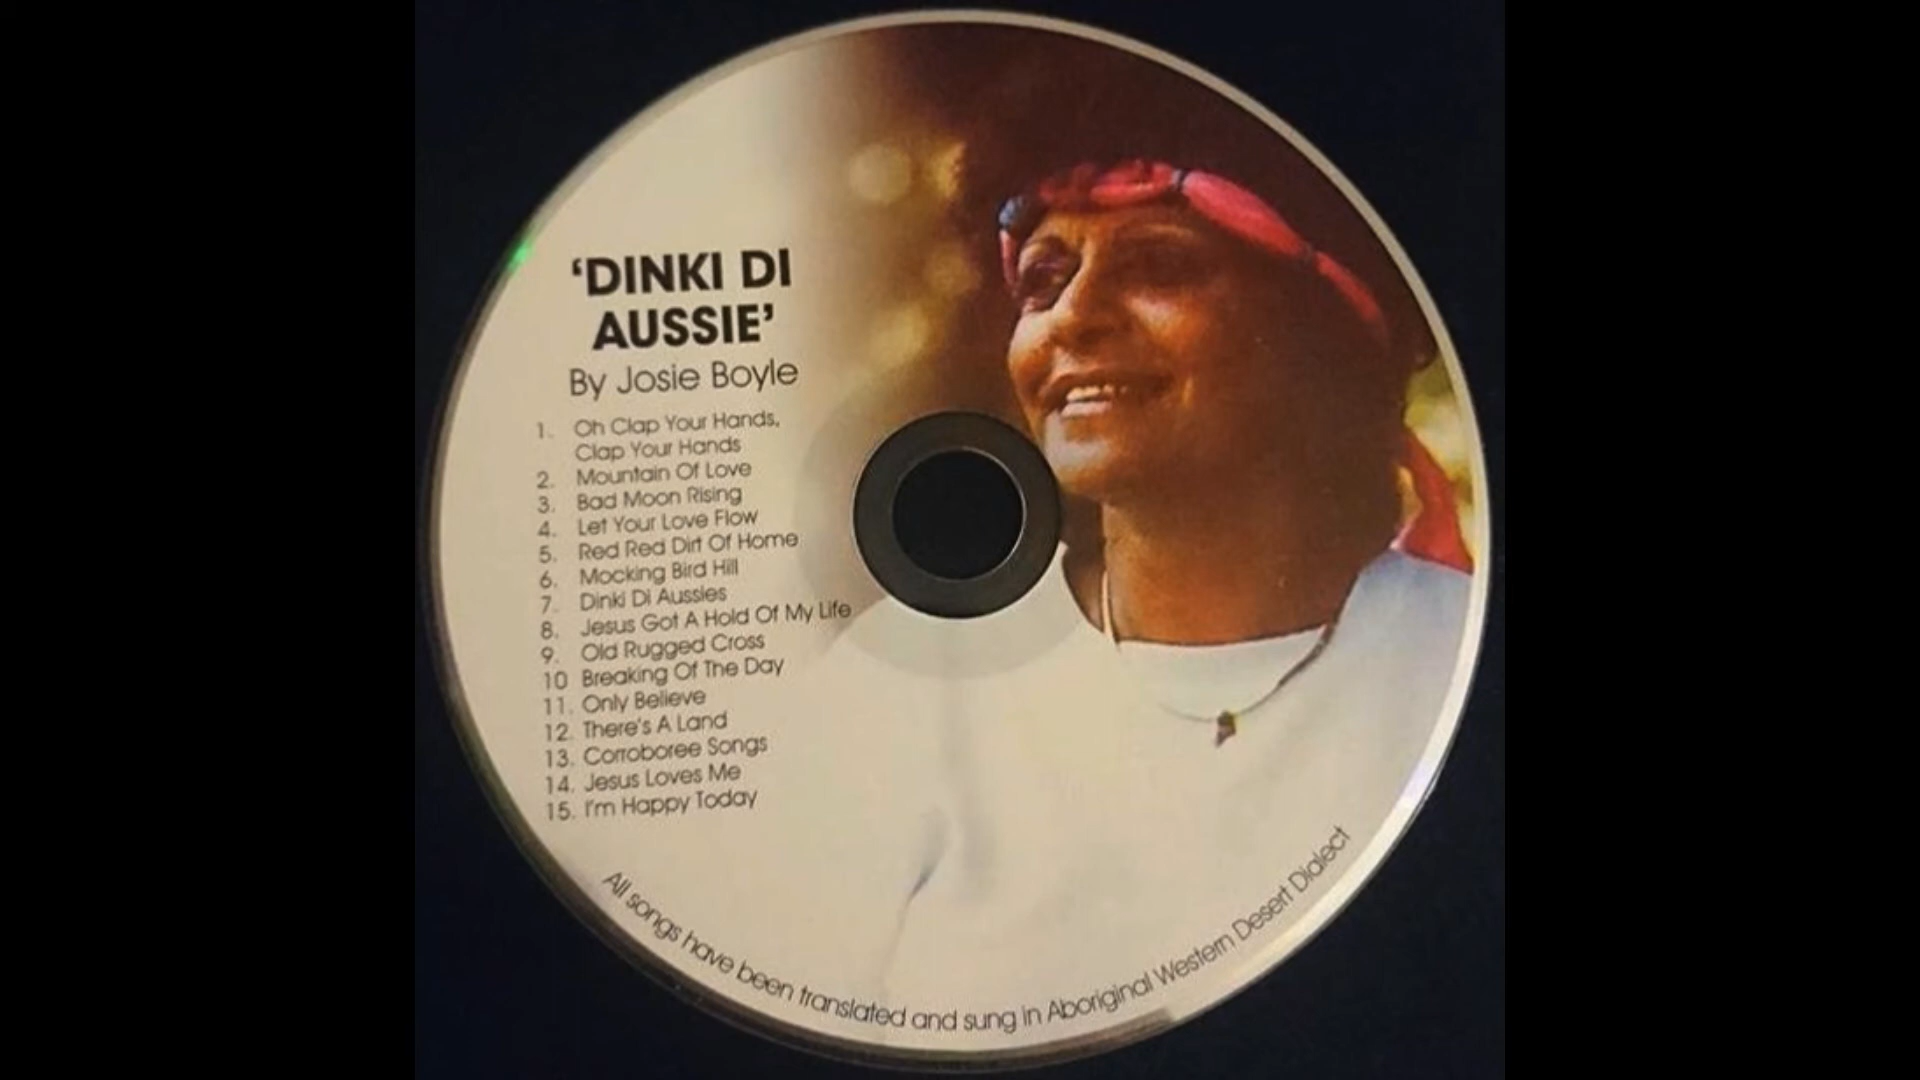 ‘DINKI DI
AUSSIE’
By Josie Boyle
1. Oh Clap Your Hands,
Clap Your Hands
2. Mountain Of Love
3. Bad Moon Rising
4. Let Your Love Flow
5. Red Red Dirt Of Home
6. Mocking Bird Hill
7. Dinki Di Aussies
8. Jesus Got A Hold Of My Life
9. Old Rugged Cross
10 Breaking Of The Day
11. Only Believe
12. There's A Land
13. Corroboree Songs
14. Jesus Loves Me
15. I'm Happy Today
All songs have been translated and sung in Aboriginal Western Desert Dialect